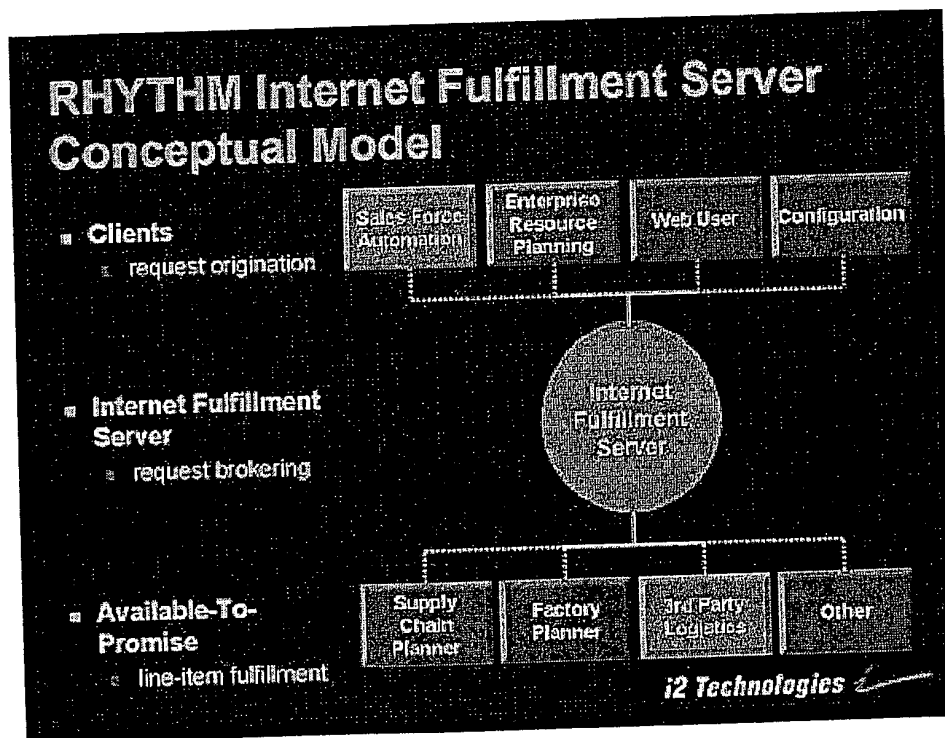 RHYTHM Internet Fulfillment Server
Conceptual Model
Clients
request origination
Sales Force
Automation
Enterprise
Resource
Planning
Web User
Configuration
Internet Fulfillment
Server
request brokering
Internet
Fulfillment
Server
Available-To-
Promise
line-item fulfillment
Supply
Chain
Planner
Factory
Planner
3rd Party
Logistics
Other
i2 Technologies